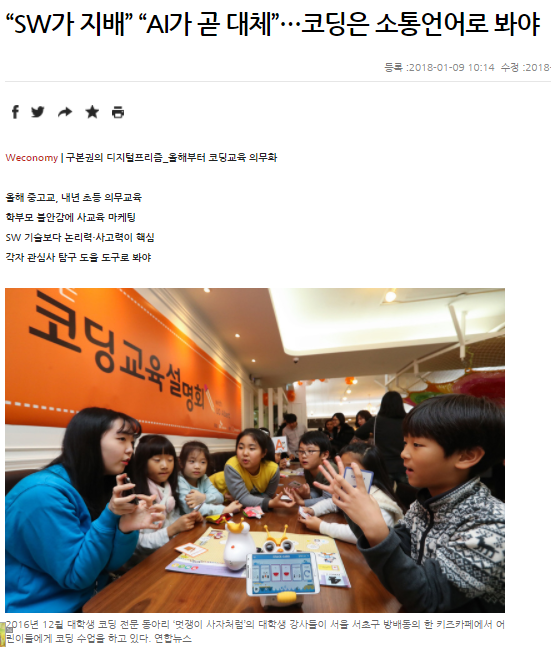 “SW가 지배” “AI가 곧 대체”…코딩은 소통언어로 봐야
등록 :2018-01-09 10:14 수정 :2018-
Weconomy | 구본권의 디지털프리즘_올해부터 코딩교육 의무화
올해 중고교, 내년 초등 의무교육
학부모 불안감에 사교육 마케팅
SW 기술보다 논리력·사고력이 핵심
각자 관심사 탐구 도울 도구로 봐야
코딩교육설명회
2016년 12월 대학생 코딩 전문 동아리 ‘멋쟁이 사자처럼’의 대학생 강사들이 서울 서초구 방배동의 한 키즈카페에서 어
린이들에게 코딩 수업을 하고 있다. 연합뉴스